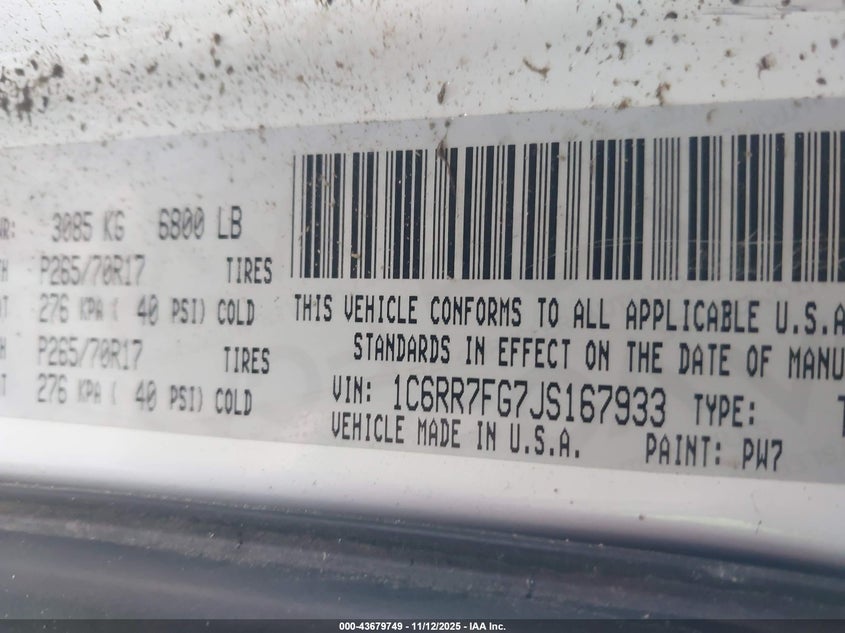 3085 KG 6800 LB
P265/70R17 TIRES
276 KPA ( 40 PSI) COLD
P265/70R17 TIRES
276 KPA ( 40 PSI) COLD
THIS VEHICLE CONFORMS TO ALL APPLICABLE U.S.A
STANDARDS IN EFFECT ON THE DATE OF MANU
VIN: 1C6RR7FG7JS167933 TYPE: T
VEHICLE MADE IN U.S.A. PAINT: PW7
000-43679749 - 11/12/2025 - IAA Inc.